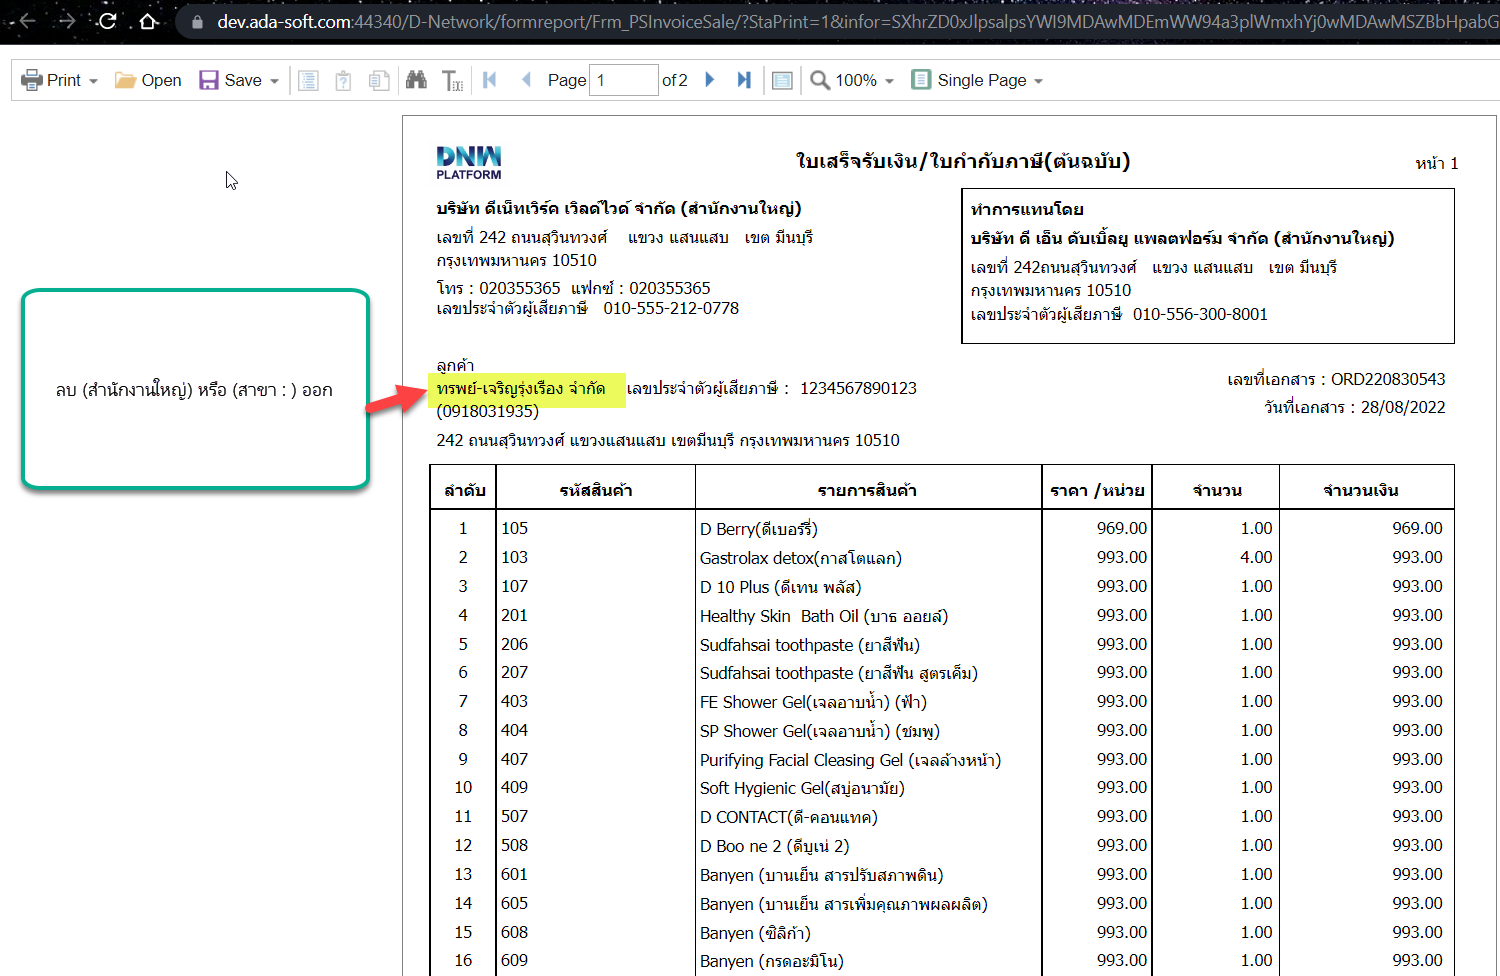 dev.ada-soft.com:44340/D-Network/formreport/Frm_PSInvoiceSale/?StaPrint=1&infor=SXhrZD0xJlpsalpsYWl9MDAwMDEmWW94a3plWmxhYj0wMDAwMSZBbHpabG
Print Open Save Page 1 of 2 100% Single Page
DNW
PLATFORM
ใบเสร็จรับเงิน/ใบกำกับภาษี(ต้นฉบับ)
หน้า 1
บริษัท ดีเน็ทเวิร์ค เวิลด์ไวด์ จำกัด (สำนักงานใหญ่)
เลขที่ 242 ถนนสุวินทวงศ์ แขวง แสนแสบ เขต มีนบุรี
กรุงเทพมหานคร 10510
โทร : 020355365 แฟกซ์ : 020355365
เลขประจำตัวผู้เสียภาษี 010-555-212-0778
ทำการแทนโดย
บริษัท ดี เอ็น ดับเบิ้ลยู แพลตฟอร์ม จำกัด (สำนักงานใหญ่)
เลขที่ 242ถนนสุวินทวงศ์ แขวง แสนแสบ เขต มีนบุรี
กรุงเทพมหานคร 10510
เลขประจำตัวผู้เสียภาษี 010-556-300-8001
ลบ (สำนักงานใหญ่) หรือ (สาขา : ) ออก
ลูกค้า
ทรพย์-เจริญรุ่งเรือง จำกัด เลขประจำตัวผู้เสียภาษี : 1234567890123
(0918031935)
242 ถนนสุวินทวงศ์ แขวงแสนแสบ เขตมีนบุรี กรุงเทพมหานคร 10510
เลขที่เอกสาร : ORD220830543
วันที่เอกสาร : 28/08/2022
ลำดับ รหัสสินค้า รายการสินค้า ราคา /หน่วย จำนวน จำนวนเงิน
1 105 D Berry(ดีเบอร์รี่) 969.00 1.00 969.00
2 103 Gastrolax detox(กาสโตแลก) 993.00 4.00 993.00
3 107 D 10 Plus (ดีเทน พลัส) 993.00 1.00 993.00
4 201 Healthy Skin Bath Oil (บาธ ออยล์) 993.00 1.00 993.00
5 206 Sudfahsai toothpaste (ยาสีฟัน) 993.00 1.00 993.00
6 207 Sudfahsai toothpaste (ยาสีฟัน สูตรเค็ม) 993.00 1.00 993.00
7 403 FE Shower Gel(เจลอาบน้ำ) (ฟ้า) 993.00 1.00 993.00
8 404 SP Shower Gel(เจลอาบน้ำ) (ชมพู) 993.00 1.00 993.00
9 407 Purifying Facial Cleasing Gel (เจลล้างหน้า) 993.00 1.00 993.00
10 409 Soft Hygienic Gel(สบู่อนามัย) 993.00 1.00 993.00
11 507 D CONTACT(ดี-คอนแทค) 993.00 1.00 993.00
12 508 D Boo ne 2 (ดีบูเน่ 2) 993.00 1.00 993.00
13 601 Banyen (บานเย็น สารปรับสภาพดิน) 993.00 1.00 993.00
14 605 Banyen (บานเย็น สารเพิ่มคุณภาพผลผลิต) 993.00 1.00 993.00
15 608 Banyen (ซิลิก้า) 993.00 1.00 993.00
16 609 Banyen (กรดอะมิโน) 993.00 1.00 993.00